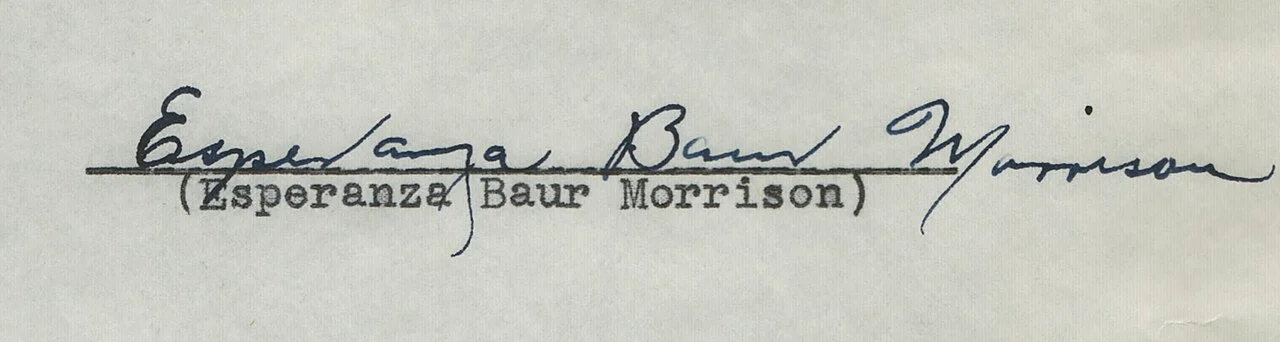 Esperanza Baur Morrison
(Esperanza Baur Morrison)